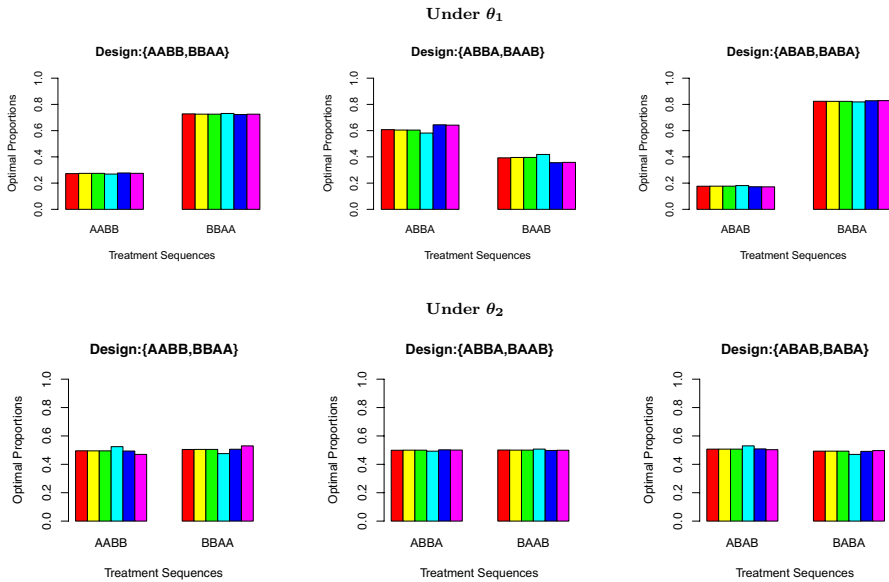 Under θ1
Design:{AABB,BBAA}
Optimal Proportions
0.0 0.2 0.4 0.6 0.8 1.0
AABB BBAA
Treatment Sequences
Design:{ABBA,BAAB}
Optimal Proportions
0.0 0.2 0.4 0.6 0.8 1.0
ABBA BAAB
Treatment Sequences
Design:{ABAB,BABA}
Optimal Proportions
0.0 0.2 0.4 0.6 0.8 1.0
ABAB BABA
Treatment Sequences
Under θ2
Design:{AABB,BBAA}
Optimal Proportions
0.0 0.2 0.4 0.6 0.8 1.0
AABB BBAA
Treatment Sequences
Design:{ABBA,BAAB}
Optimal Proportions
0.0 0.2 0.4 0.6 0.8 1.0
ABBA BAAB
Treatment Sequences
Design:{ABAB,BABA}
Optimal Proportions
0.0 0.2 0.4 0.6 0.8 1.0
ABAB BABA
Treatment Sequences